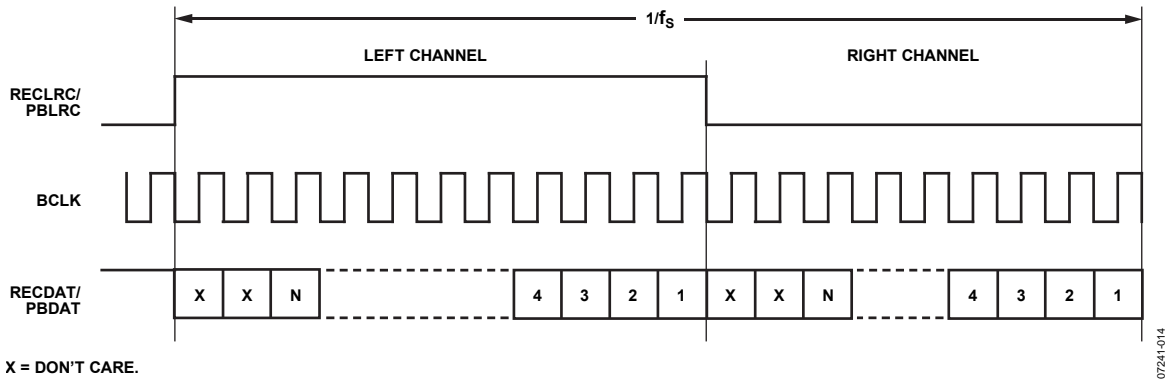 1/fS
LEFT CHANNEL
RIGHT CHANNEL
RECLRC/
PBLRC
BCLK
RECDAT/
PBDAT
X X N 4 3 2 1 X X N 4 3 2 1
X = DON'T CARE.
07241-014